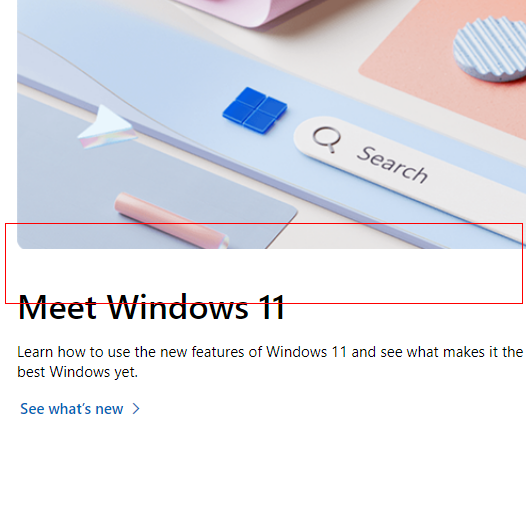 Search
Meet Windows 11
Learn how to use the new features of Windows 11 and see what makes it the
best Windows yet.
See what's new